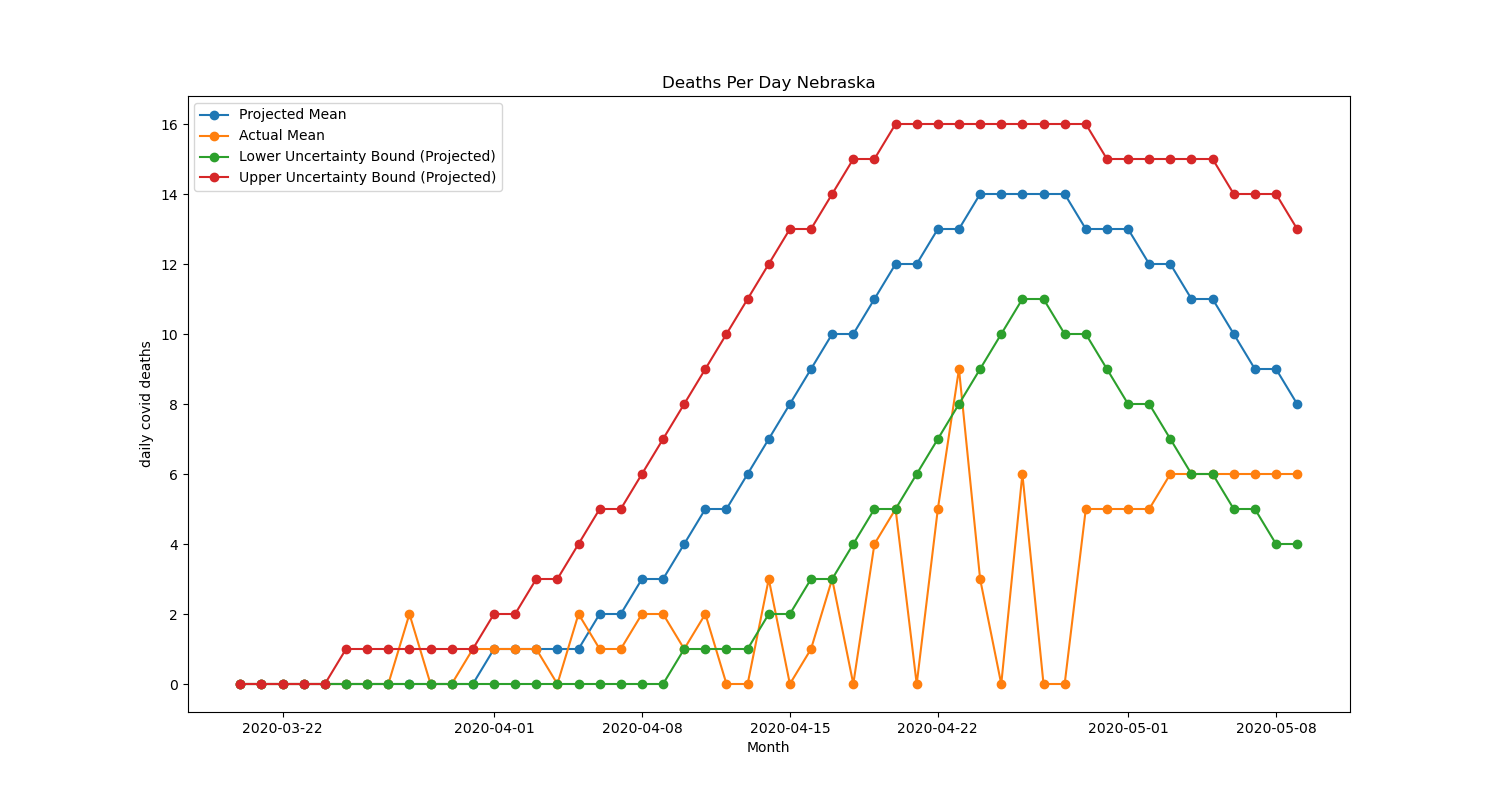 Deaths Per Day Nebraska
Projected Mean
Actual Mean
Lower Uncertainty Bound (Projected)
Upper Uncertainty Bound (Projected)
16
14
12
10
8
6
4
2
0
daily covid deaths
2020-03-22 2020-04-01 2020-04-08 2020-04-15 2020-04-22 2020-05-01 2020-05-08
Month